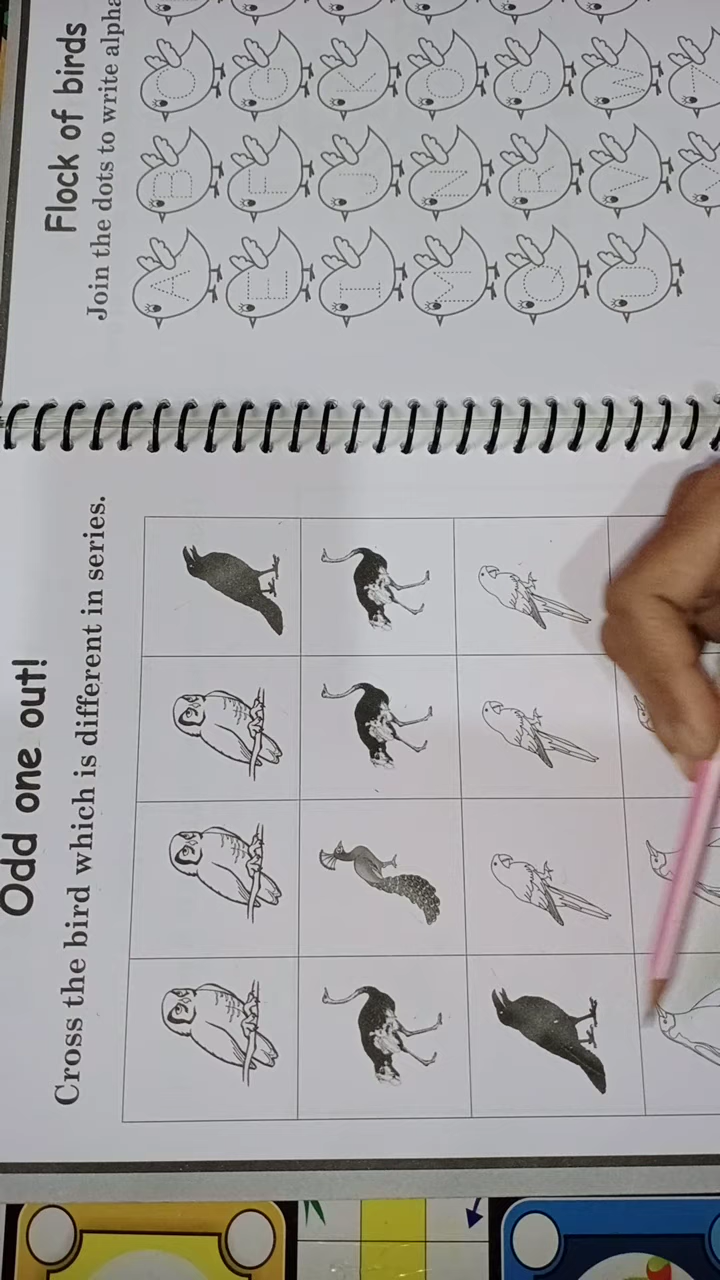 Odd one out!
Cross the bird which is different in series.
Flock of birds
Join the dots to write alpha
A B C
E F G
I J K
M N O
Q R S
U V W